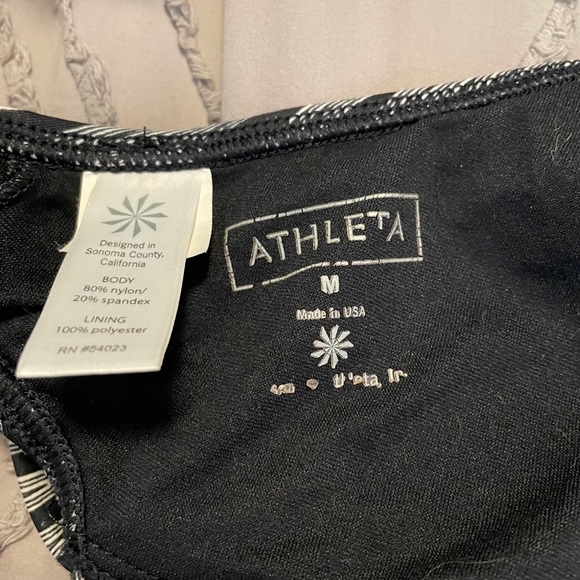 Designed in
Sonoma County,
California
BODY
80% nylon/
20% spandex
LINING
100% polyester
RN #54023
ATHLETA
M
Made in USA